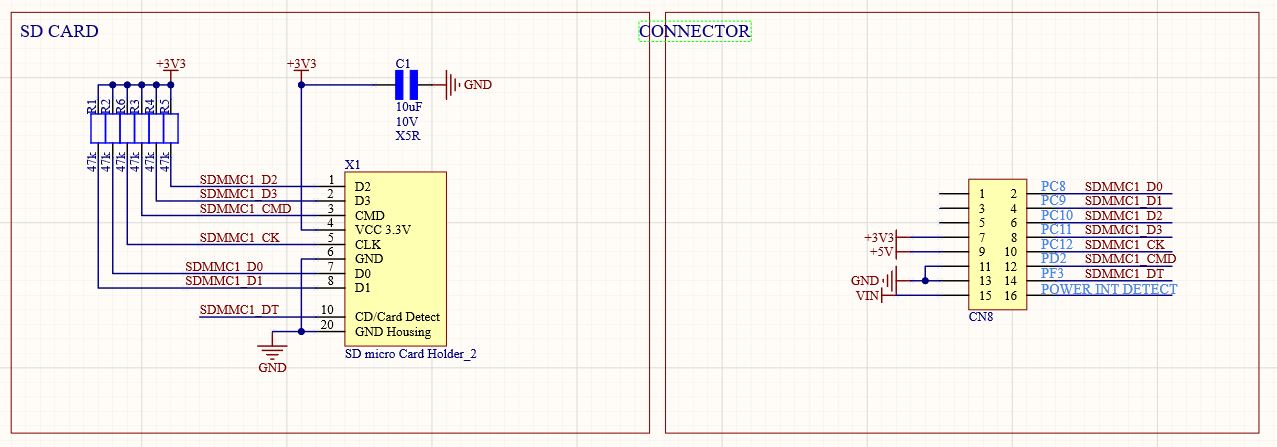 SD CARD
CONNECTOR
+3V3
+3V3
C1
GND
10uF
10V
X5R
R1
R2
R6
R3
R4
R5
47k
47k
47k
47k
47k
47k
X1
SDMMC1_D2 1 D2
SDMMC1_D3 2 D3
SDMMC1_CMD 3 CMD
4 VCC 3.3V
SDMMC1_CK 5 CLK
6 GND
SDMMC1_D0 7 D0
SDMMC1_D1 8 D1
SDMMC1_DT 10 CD/Card Detect
20 GND Housing
SD micro Card Holder_2
GND
1 2 PC8 SDMMC1_D0
3 4 PC9 SDMMC1_D1
5 6 PC10 SDMMC1_D2
+3V3 7 8 PC11 SDMMC1_D3
+5V 9 10 PC12 SDMMC1_CK
11 12 PD2 SDMMC1_CMD
GND 13 14 PF3 SDMMC1_DT
VIN 15 16 POWER INT DETECT
CN8